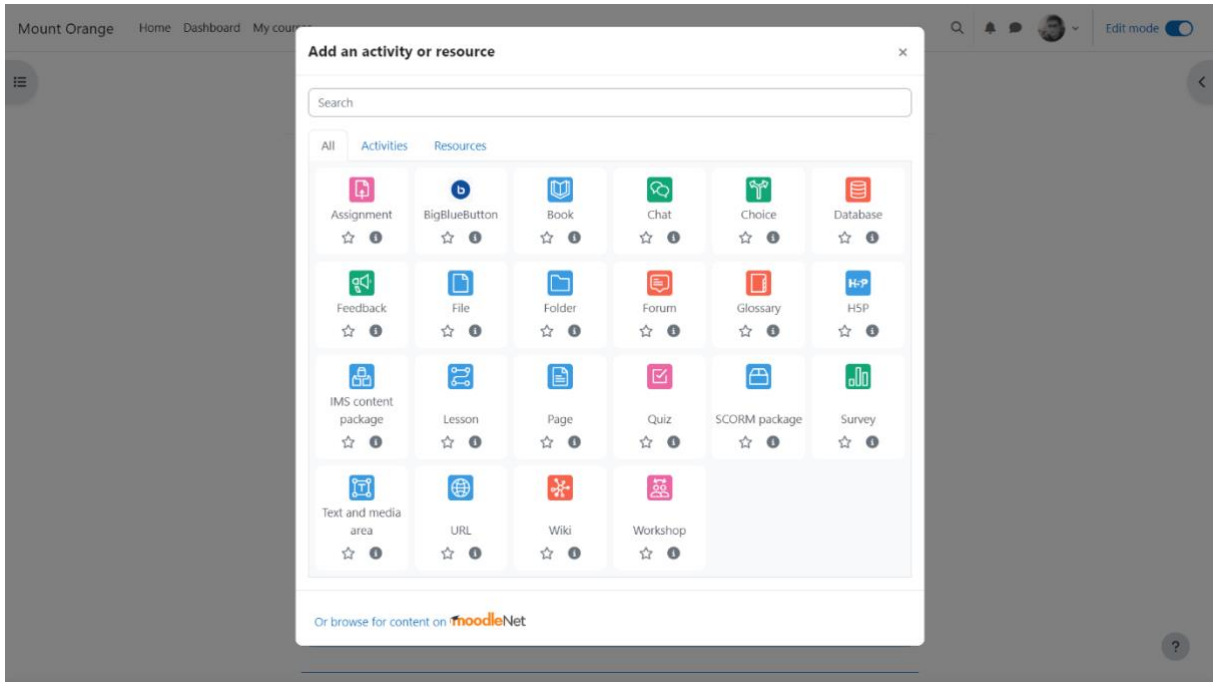 Mount Orange Home Dashboard My cour
Edit mode
Add an activity or resource
×
Search
All Activities Resources
Assignment BigBlueButton Book Chat Choice Database
Feedback File Folder Forum Glossary H5P
IMS content
package Lesson Page Quiz SCORM package Survey
Text and media
area URL Wiki Workshop
Or browse for content on moodleNet
?